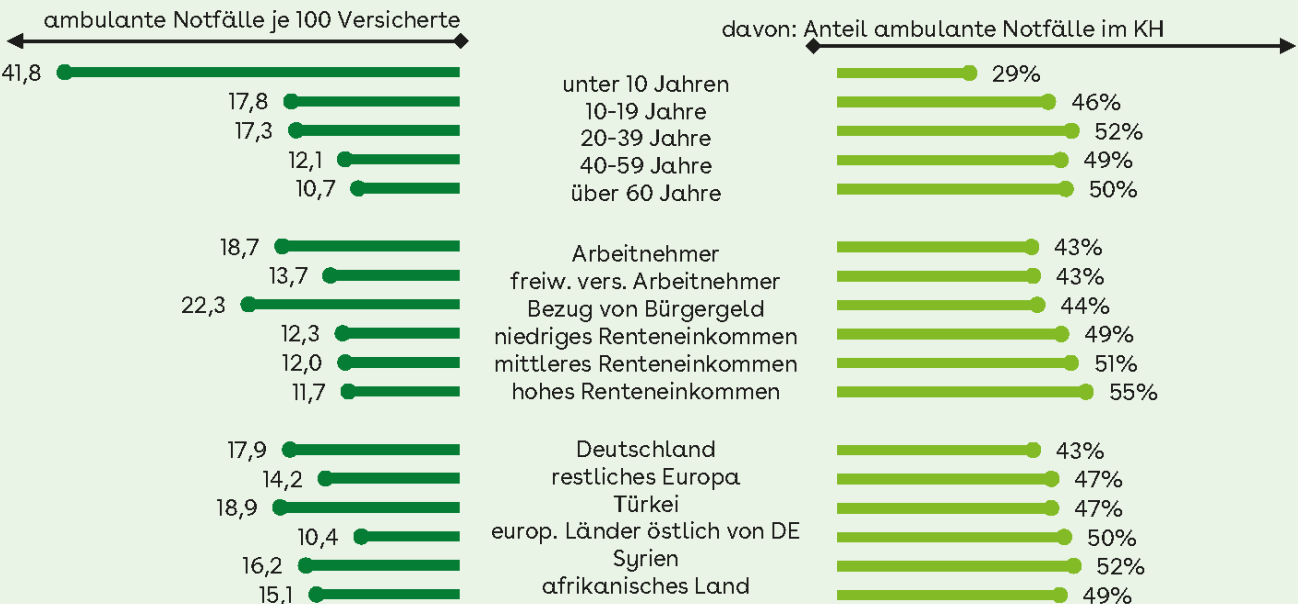 ambulante Notfälle je 100 Versicherte
davon: Anteil ambulante Notfälle im KH
41,8 unter 10 Jahren 29%
17,8 10-19 Jahre 46%
17,3 20-39 Jahre 52%
12,1 40-59 Jahre 49%
10,7 über 60 Jahre 50%
18,7 Arbeitnehmer 43%
13,7 freiw. vers. Arbeitnehmer 43%
22,3 Bezug von Bürgergeld 44%
12,3 niedriges Renteneinkommen 49%
12,0 mittleres Renteneinkommen 51%
11,7 hohes Renteneinkommen 55%
17,9 Deutschland 43%
14,2 restliches Europa 47%
18,9 Türkei 47%
10,4 europ. Länder östlich von DE 50%
16,2 Syrien 52%
15,1 afrikanisches Land 49%